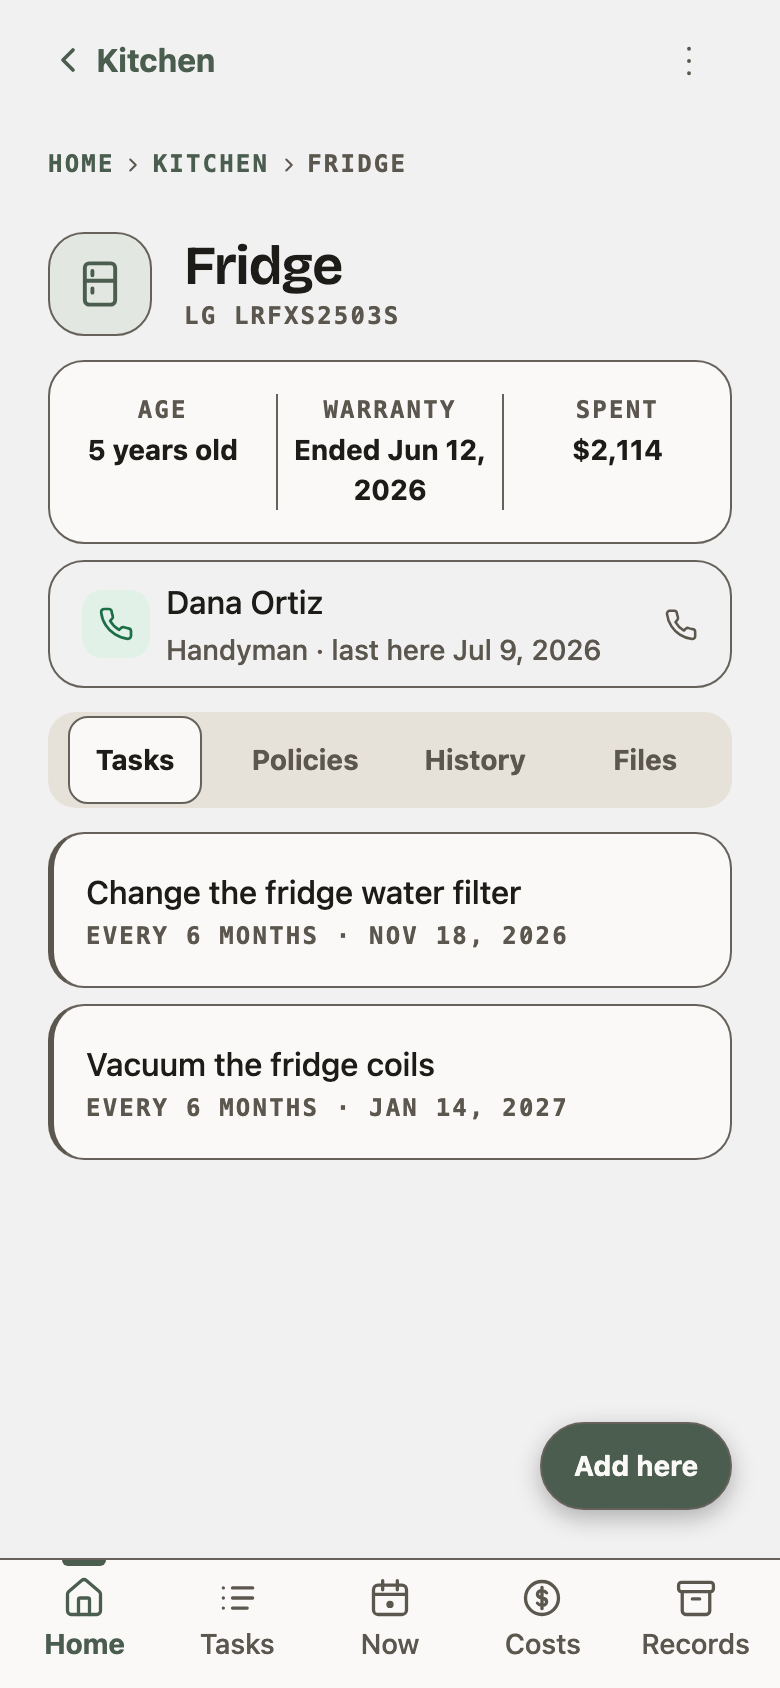 Kitchen
HOME › KITCHEN › FRIDGE
Fridge
LG LRFXS2503S
AGE
5 years old
WARRANTY
Ended Jun 12,
2026
SPENT
$2,114
Dana Ortiz
Handyman · last here Jul 9, 2026
Tasks
Policies
History
Files
Change the fridge water filter
EVERY 6 MONTHS · NOV 18, 2026
Vacuum the fridge coils
EVERY 6 MONTHS · JAN 14, 2027
Add here
Home
Tasks
Now
Costs
Records